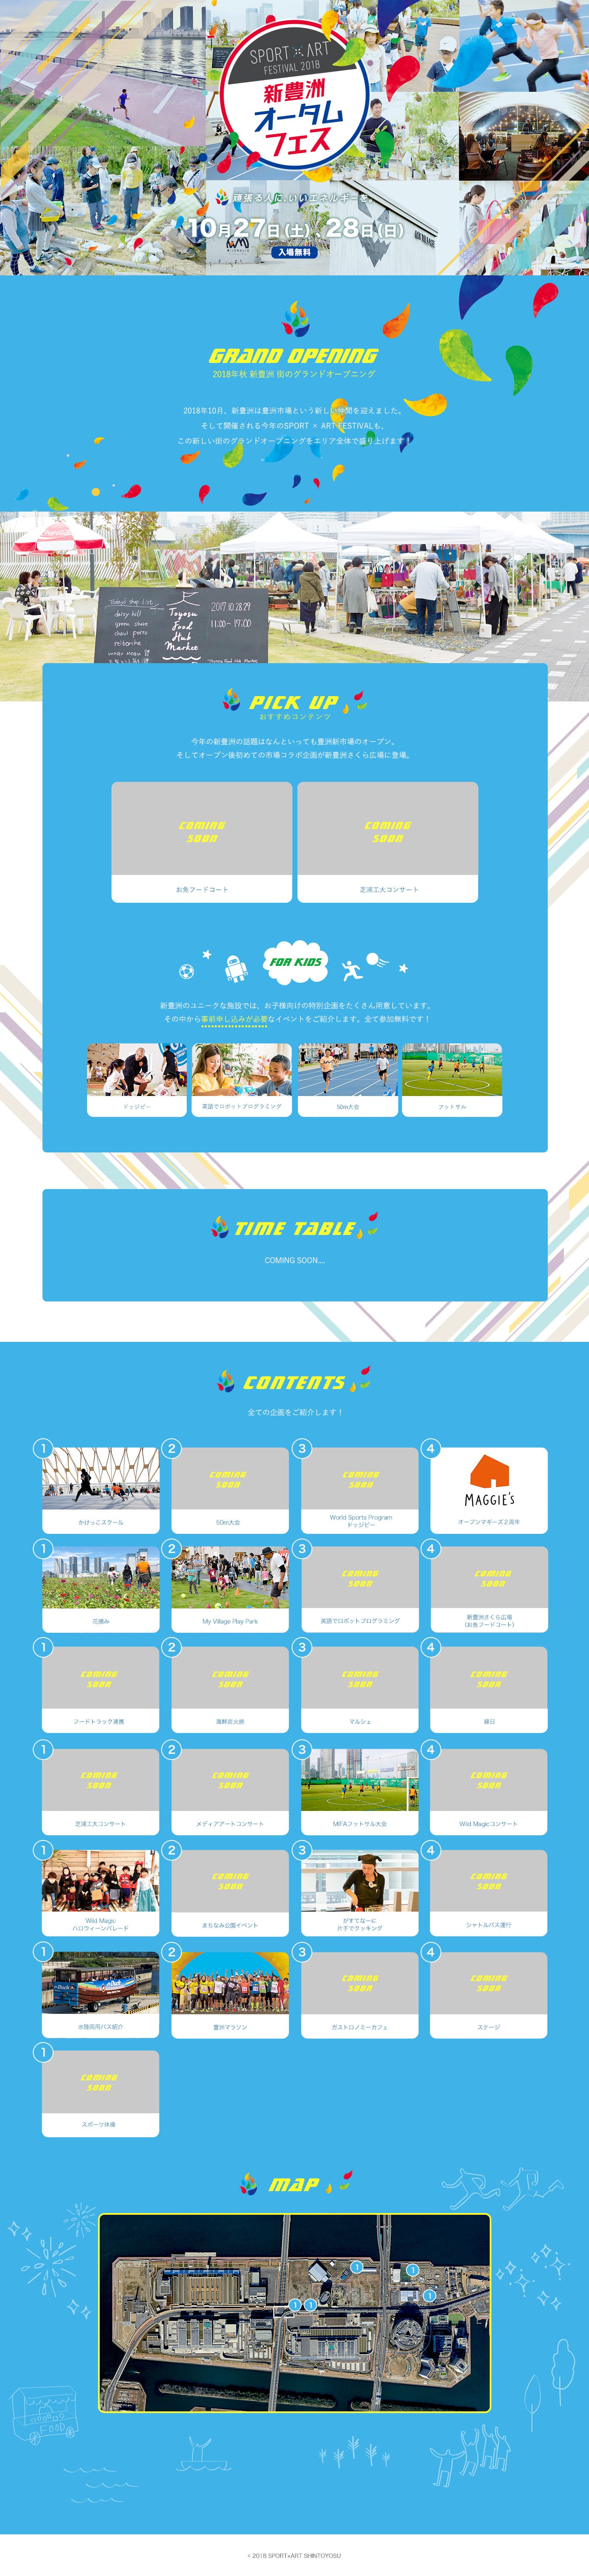 SPORT × ART
FESTIVAL 2018
新豊洲
オータム
フェス
頑張る人に、いいエネルギーを。
10月27日(土)、28日(日)
入場無料
GRAND OPENING
2018年秋 新豊洲 街のグランドオープニング
2018年10月、新豊洲は豊洲市場という新しい仲間を迎えました。
そして開催される今年のSPORT × ART FESTIVALも、
この新しい街のグランドオープニングをエリア全体で盛り上げます！
Today's shop list
daisy hill
green share
Toyosu
Food
Hub
Market
2017.10.28.29
11:00-17:00
PICK UP
おすすめコンテンツ
今年の新豊洲の話題はなんといっても豊洲新市場のオープン。
そしてオープン後初めての市場コラボ企画が新豊洲さくら広場に登場。
COMING
SOON
COMING
SOON
お魚フードコート
芝浦工大コンサート
FOR KIDS
新豊洲のユニークな施設では、お子様向けの特別企画をたくさん用意しています。
その中から事前申し込みが必要なイベントをご紹介します。全て参加無料です！
ドッジビー
英語でロボットプログラミング
50m大会
フットサル
TIME TABLE
COMING SOON....
CONTENTS
全ての企画をご紹介します！
1
かけっこスクール
2
COMING
SOON
50m大会
3
COMING
SOON
World Sports Program
ドッジビー
4
MAGGIE'S
オープンマギーズ2周年
1
花摘み
2
My Village Play Park
3
COMING
SOON
英語でロボットプログラミング
4
COMING
SOON
新豊洲さくら広場
（お魚フードコート）
1
COMING
SOON
フードトラック連携
2
COMING
SOON
海鮮炭火焼
3
COMING
SOON
マルシェ
4
COMING
SOON
縁日
1
COMING
SOON
芝浦工大コンサート
2
COMING
SOON
メディアアートコンサート
3
MIFAフットサル大会
4
COMING
SOON
Wild Magicコンサート
1
Wild Magic
ハロウィーンパレード
2
COMING
SOON
まちなみ公園イベント
3
がすてなーに
片手でクッキング
4
COMING
SOON
シャトルバス運行
1
水陸両用バス紹介
2
豊洲マラソン
3
COMING
SOON
ガストロノミーカフェ
4
COMING
SOON
ステージ
1
COMING
SOON
スポーツ体操
MAP
1
1
1
1
1
FOOD
© 2018 SPORT×ART SHINTOYOSU